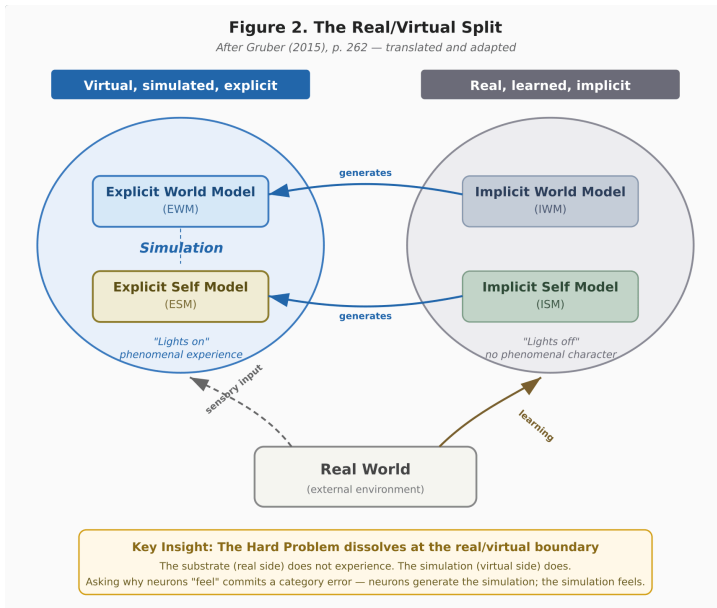 Figure 2. The Real/Virtual Split
After Gruber (2015), p. 262 — translated and adapted
Virtual, simulated, explicit
Real, learned, implicit
generates
Explicit World Model
(EWM)
Implicit World Model
(IWM)
Simulation
Explicit Self Model
(ESM)
Implicit Self Model
(ISM)
generates
"Lights on"
phenomenal experience
"Lights off"
no phenomenal character
sensory input
learning
Real World
(external environment)
Key Insight: The Hard Problem dissolves at the real/virtual boundary
The substrate (real side) does not experience. The simulation (virtual side) does.
Asking why neurons "feel" commits a category error — neurons generate the simulation; the simulation feels.